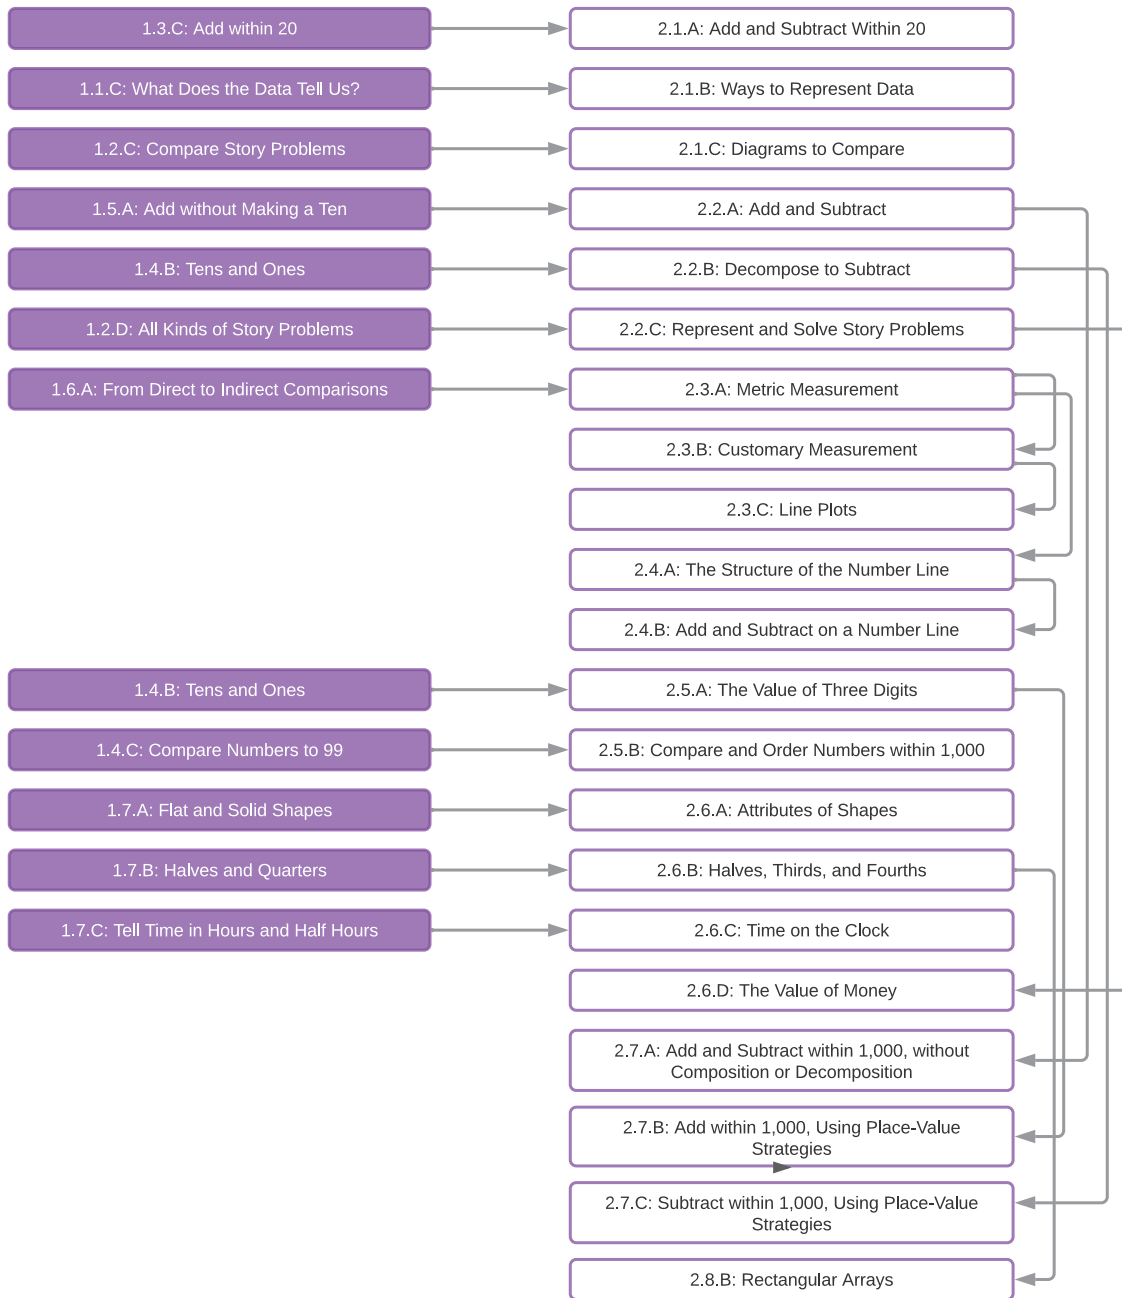 1.3.C: Add within 20
2.1.A: Add and Subtract Within 20
1.1.C: What Does the Data Tell Us?
2.1.B: Ways to Represent Data
1.2.C: Compare Story Problems
2.1.C: Diagrams to Compare
1.5.A: Add without Making a Ten
2.2.A: Add and Subtract
1.4.B: Tens and Ones
2.2.B: Decompose to Subtract
1.2.D: All Kinds of Story Problems
2.2.C: Represent and Solve Story Problems
1.6.A: From Direct to Indirect Comparisons
2.3.A: Metric Measurement
2.3.B: Customary Measurement
2.3.C: Line Plots
2.4.A: The Structure of the Number Line
2.4.B: Add and Subtract on a Number Line
1.4.B: Tens and Ones
2.5.A: The Value of Three Digits
1.4.C: Compare Numbers to 99
2.5.B: Compare and Order Numbers within 1,000
1.7.A: Flat and Solid Shapes
2.6.A: Attributes of Shapes
1.7.B: Halves and Quarters
2.6.B: Halves, Thirds, and Fourths
1.7.C: Tell Time in Hours and Half Hours
2.6.C: Time on the Clock
2.6.D: The Value of Money
2.7.A: Add and Subtract within 1,000, without
Composition or Decomposition
2.7.B: Add within 1,000, Using Place-Value
Strategies
2.7.C: Subtract within 1,000, Using Place-Value
Strategies
2.8.B: Rectangular Arrays